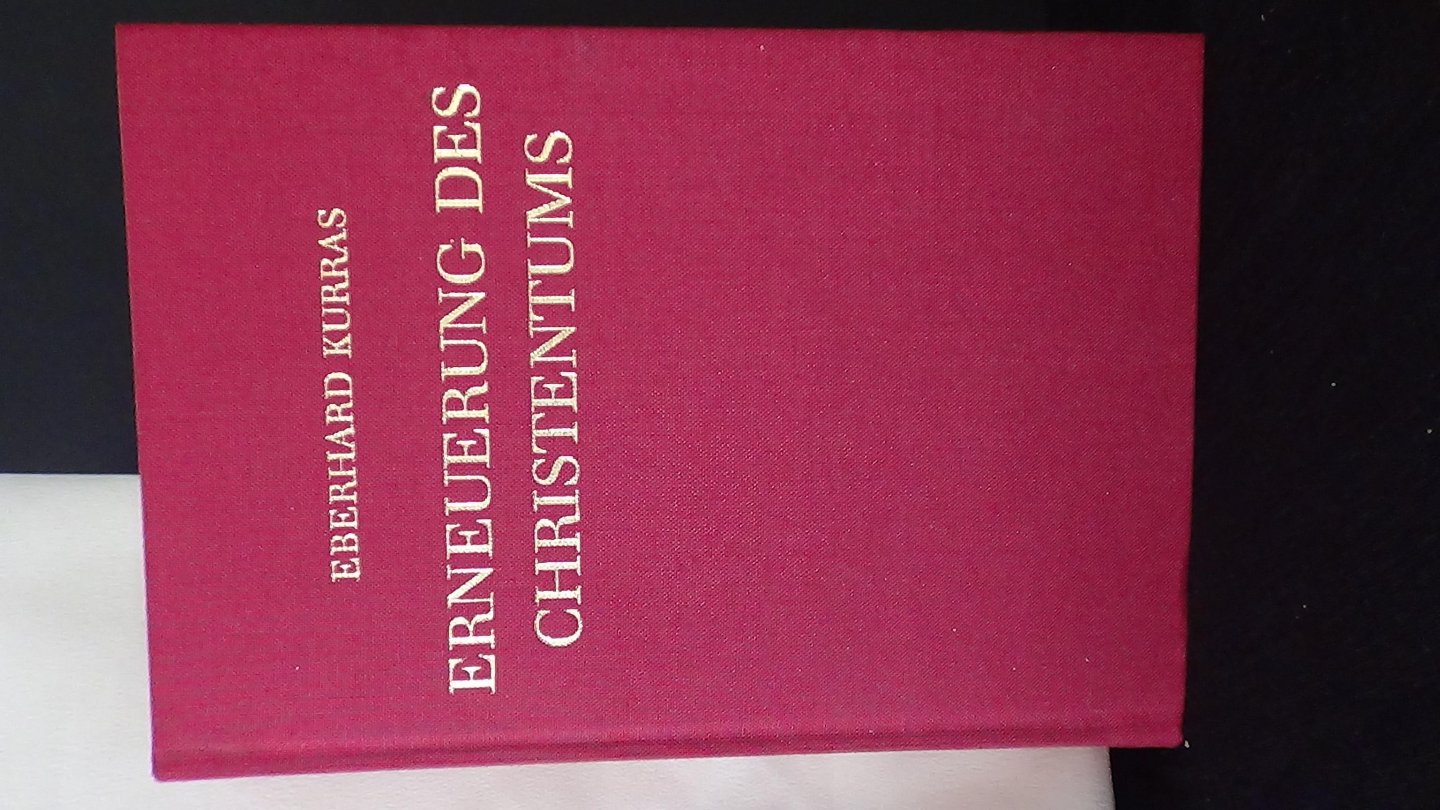 EBERHARD KURRAS
ERNEUERUNG DES
CHRISTENTUMS